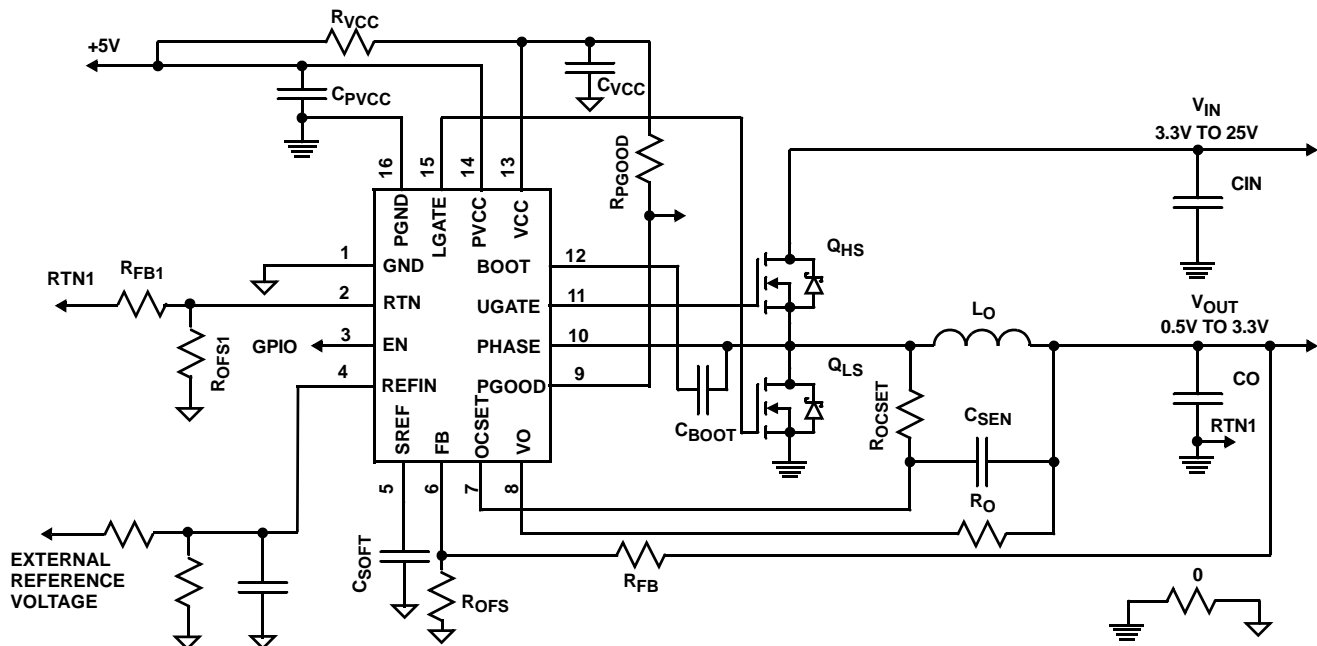 RVCC
+5V
CPVCC
CVCC
RPGOOD
VIN
3.3V TO 25V
CIN
16
15
14
13
PGND
LGATE
PVCC
VCC
1
GND
BOOT
12
QHS
RTN1
RFB1
2
RTN
UGATE
11
VOUT
0.5V TO 3.3V
LO
GPIO
3
EN
PHASE
10
QLS
ROFS1
4
REFIN
PGOOD
9
CO
RTN1
CBOOT
ROCSET
CSEN
SREF
FB
OCSET
VO
5
6
7
8
RO
EXTERNAL
REFERENCE
VOLTAGE
CSOFT
ROFS
RFB
0